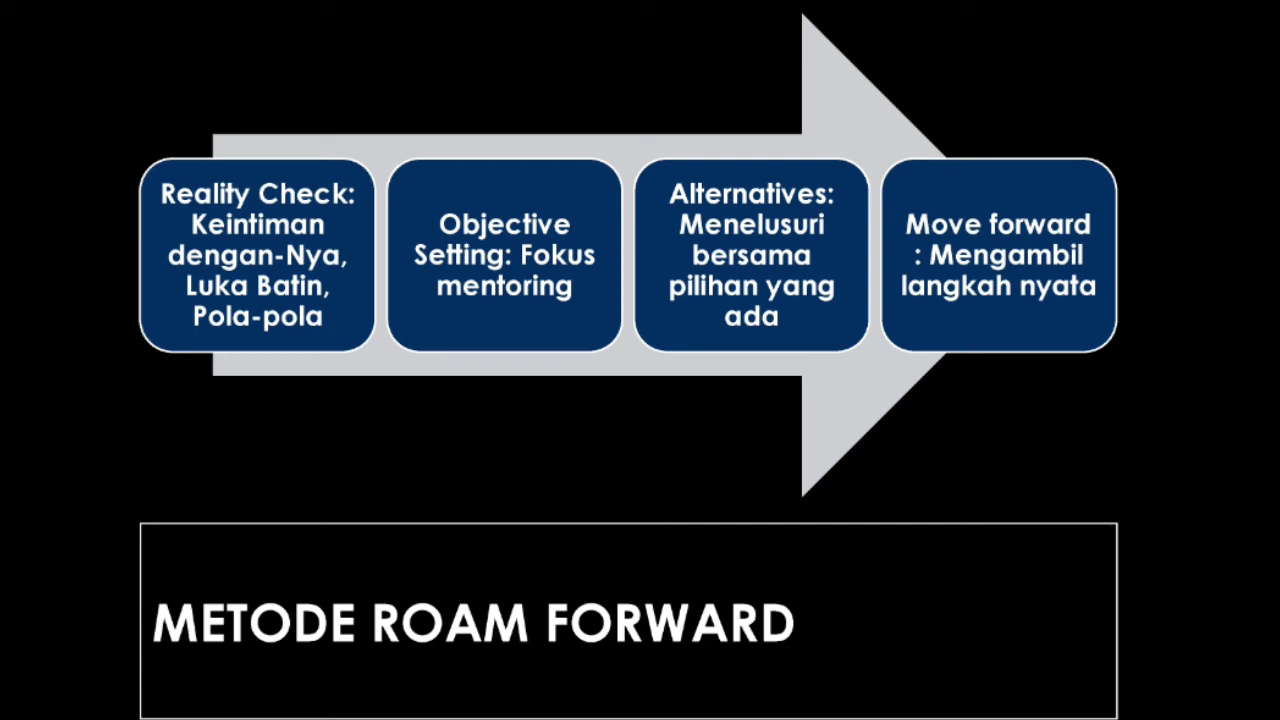 Reality Check:
Keintiman
dengan-Nya,
Luka Batin,
Pola-pola
Objective
Setting: Fokus
mentoring
Alternatives:
Menelusuri
bersama
pilihan yang
ada
Move forward
: Mengambil
langkah nyata
METODE ROAM FORWARD